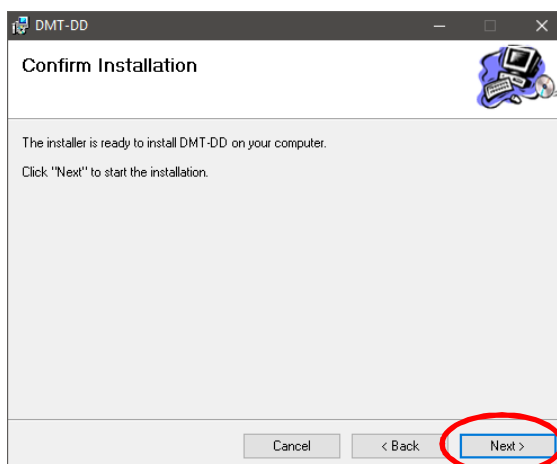 DMT-DD
Confirm Installation
The installer is ready to install DMT-DD on your computer.
Click "Next" to start the installation.
Cancel
< Back
Next >